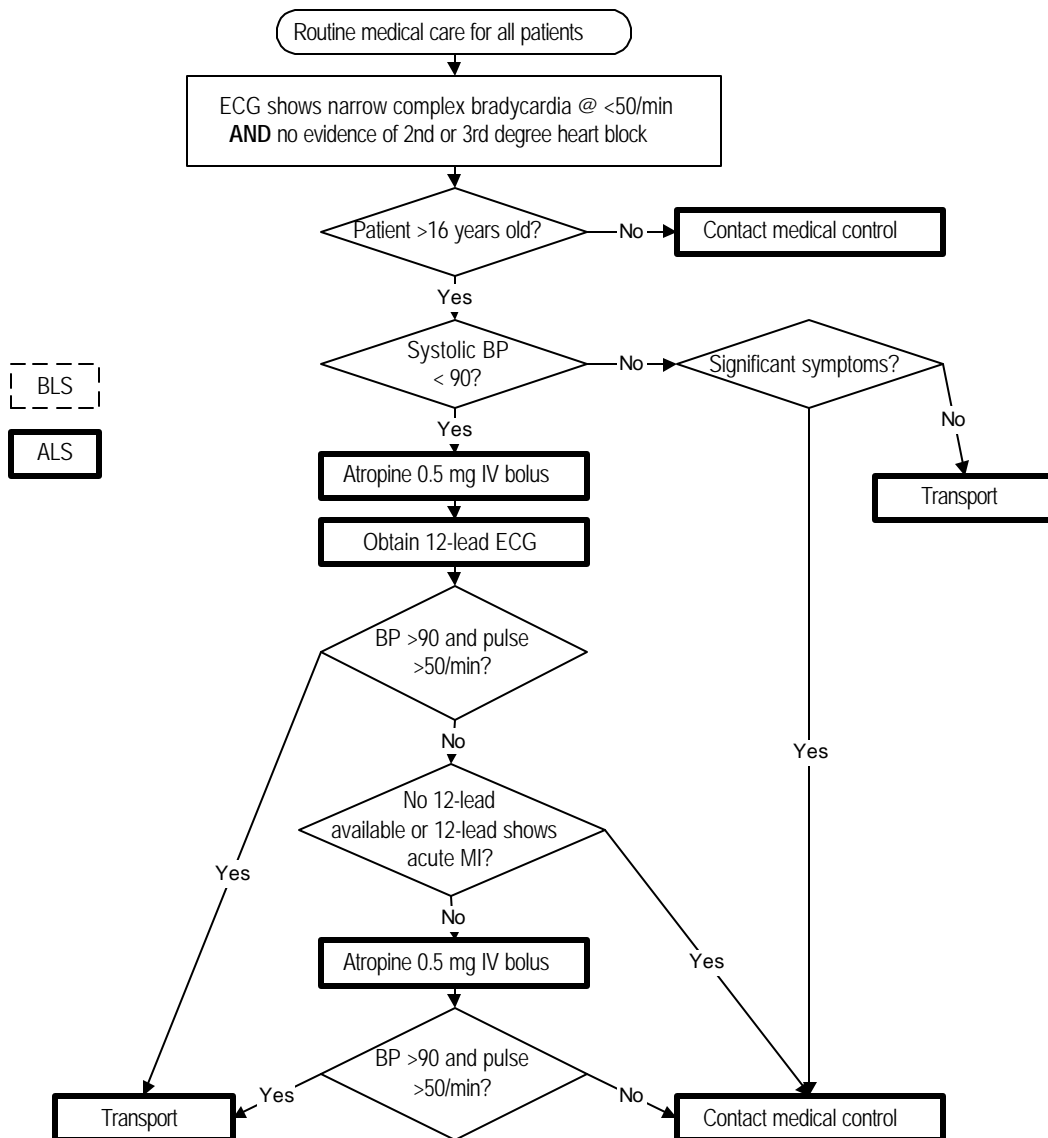 Routine medical care for all patients
ECG shows narrow complex bradycardia @ <50/min
AND no evidence of 2nd or 3rd degree heart block
Patient >16 years old?
No
Contact medical control
Yes
Systolic BP
< 90?
No
Significant symptoms?
BLS
ALS
Yes
No
Atropine 0.5 mg IV bolus
Transport
Obtain 12-lead ECG
BP >90 and pulse
>50/min?
No
Yes
No 12-lead
available or 12-lead shows
acute MI?
Yes
No
Atropine 0.5 mg IV bolus
Yes
BP >90 and pulse
>50/min?
Yes
No
Transport
Contact medical control